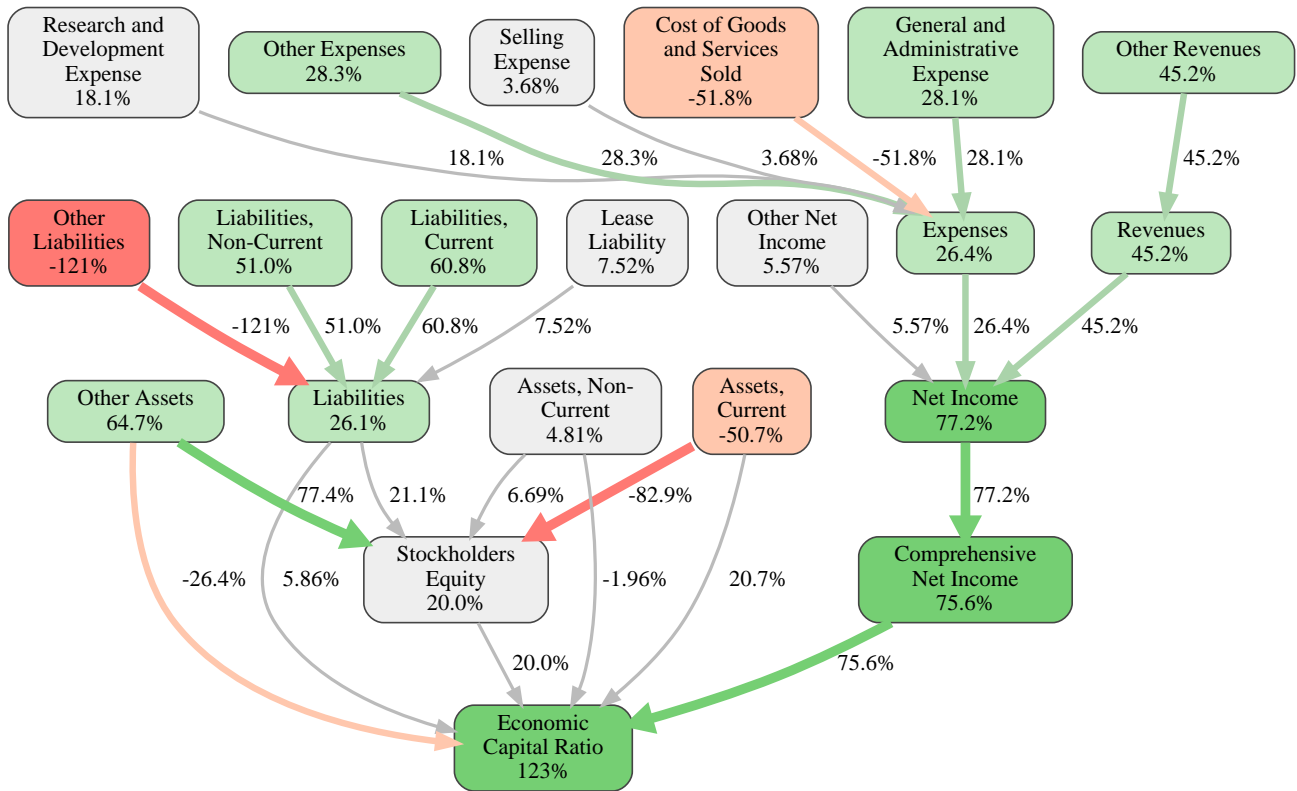 Research and
Development
Expense
18.1%
Other Expenses
28.3%
Selling
Expense
3.68%
Cost of Goods
and Services
Sold
-51.8%
General and
Administrative
Expense
28.1%
Other Revenues
45.2%
18.1%
28.3%
3.68%
-51.8%
28.1%
45.2%
Other
Liabilities
-121%
Liabilities,
Non-Current
51.0%
Liabilities,
Current
60.8%
Lease
Liability
7.52%
Other Net
Income
5.57%
Expenses
26.4%
Revenues
45.2%
-121%
51.0%
60.8%
7.52%
5.57%
26.4%
45.2%
Other Assets
64.7%
Liabilities
26.1%
Assets, Non-
Current
4.81%
Assets,
Current
-50.7%
Net Income
77.2%
77.4%
21.1%
6.69%
-82.9%
77.2%
-26.4%
5.86%
Stockholders
Equity
20.0%
-1.96%
20.7%
Comprehensive
Net Income
75.6%
20.0%
75.6%
Economic
Capital Ratio
123%